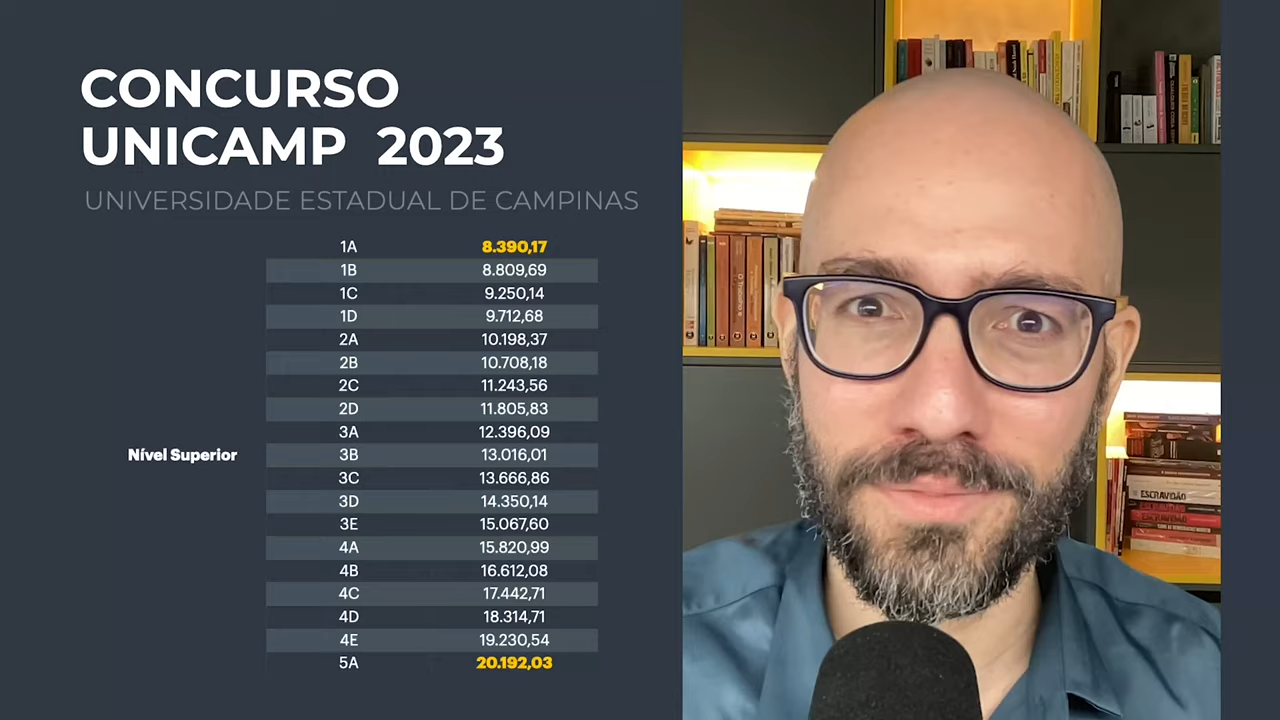 CONCURSO
UNICAMP 2023
UNIVERSIDADE ESTADUAL DE CAMPINAS
1A 8.390,17
1B 8.809,69
1C 9.250,14
1D 9.712,68
2A 10.198,37
2B 10.708,18
2C 11.243,56
2D 11.805,83
3A 12.396,09
Nível Superior 3B 13.016,01
3C 13.666,86
3D 14.350,14
3E 15.067,60
4A 15.820,99
4B 16.612,08
4C 17.442,71
4D 18.314,71
4E 19.230,54
5A 20.192,03
ESCRAVIDÃO
ESCRAVIDÃO